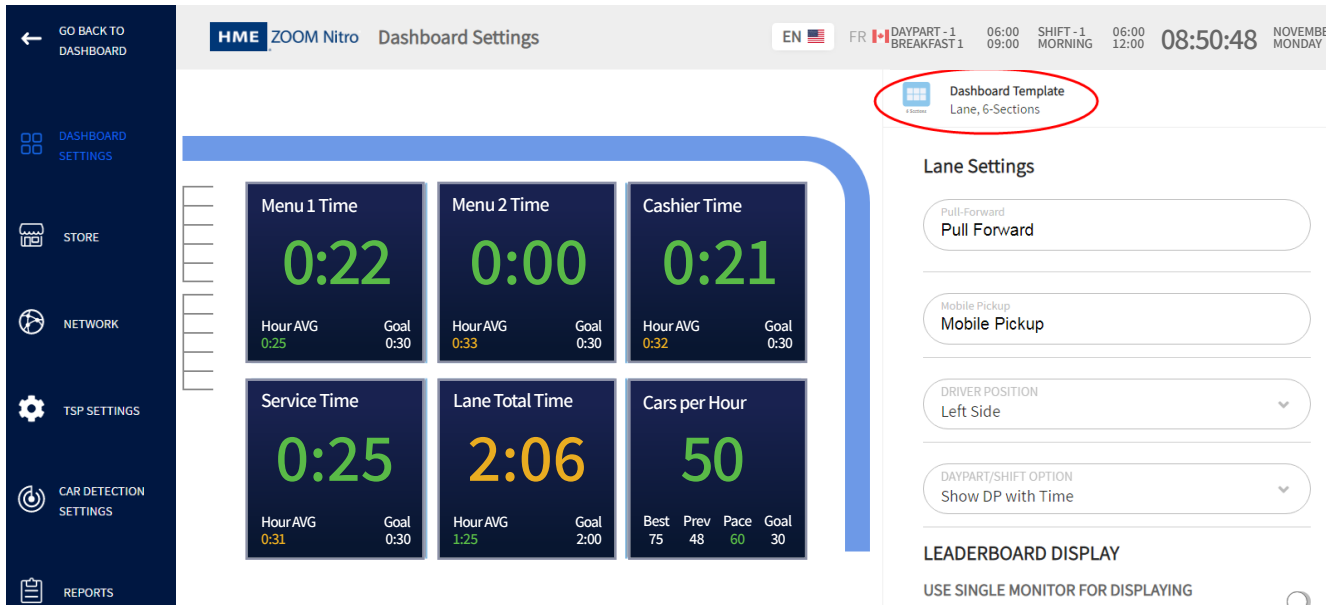 GO BACK TO
DASHBOARD
HME ZOOM Nitro Dashboard Settings
EN FR
DAYPART - 1 06:00 SHIFT - 1 06:00
BREAKFAST 1 09:00 MORNING 12:00
08:50:48
NOVEMBE
MONDAY
DASHBOARD
SETTINGS
STORE
NETWORK
TSP SETTINGS
CAR DETECTION
SETTINGS
REPORTS
Menu 1 Time
0:22
Hour AVG Goal
0:25 0:30
Menu 2 Time
0:00
Hour AVG Goal
0:33 0:30
Cashier Time
0:21
Hour AVG Goal
0:32 0:30
Service Time
0:25
Hour AVG Goal
0:31 0:30
Lane Total Time
2:06
Hour AVG Goal
1:25 2:00
Cars per Hour
50
Best Prev Pace Goal
75 48 60 30
6 Sections
Dashboard Template
Lane, 6-Sections
Lane Settings
Pull-Forward
Pull Forward
Mobile Pickup
Mobile Pickup
DRIVER POSITION
Left Side
DAYPART/SHIFT OPTION
Show DP with Time
LEADERBOARD DISPLAY
USE SINGLE MONITOR FOR DISPLAYING